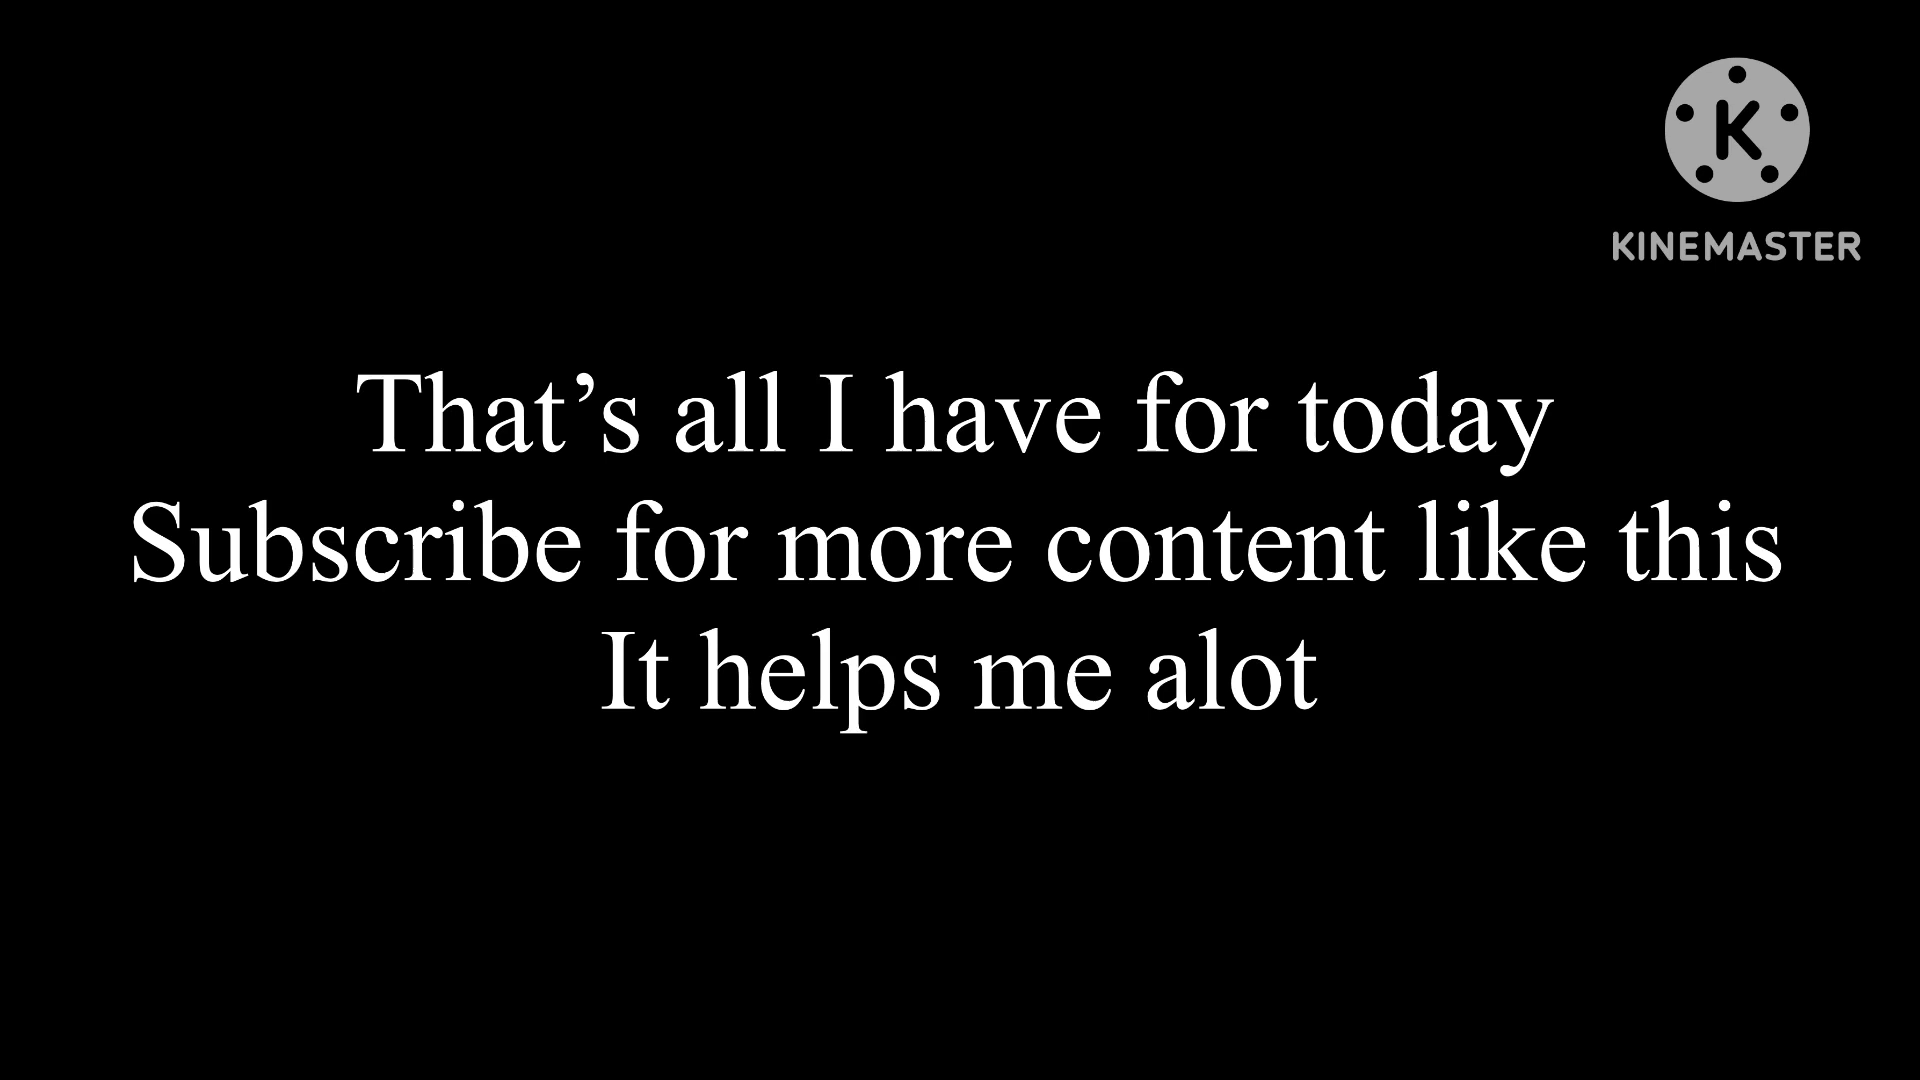 K
KINEMASTER
That’s all I have for today
Subscribe for more content like this
It helps me alot